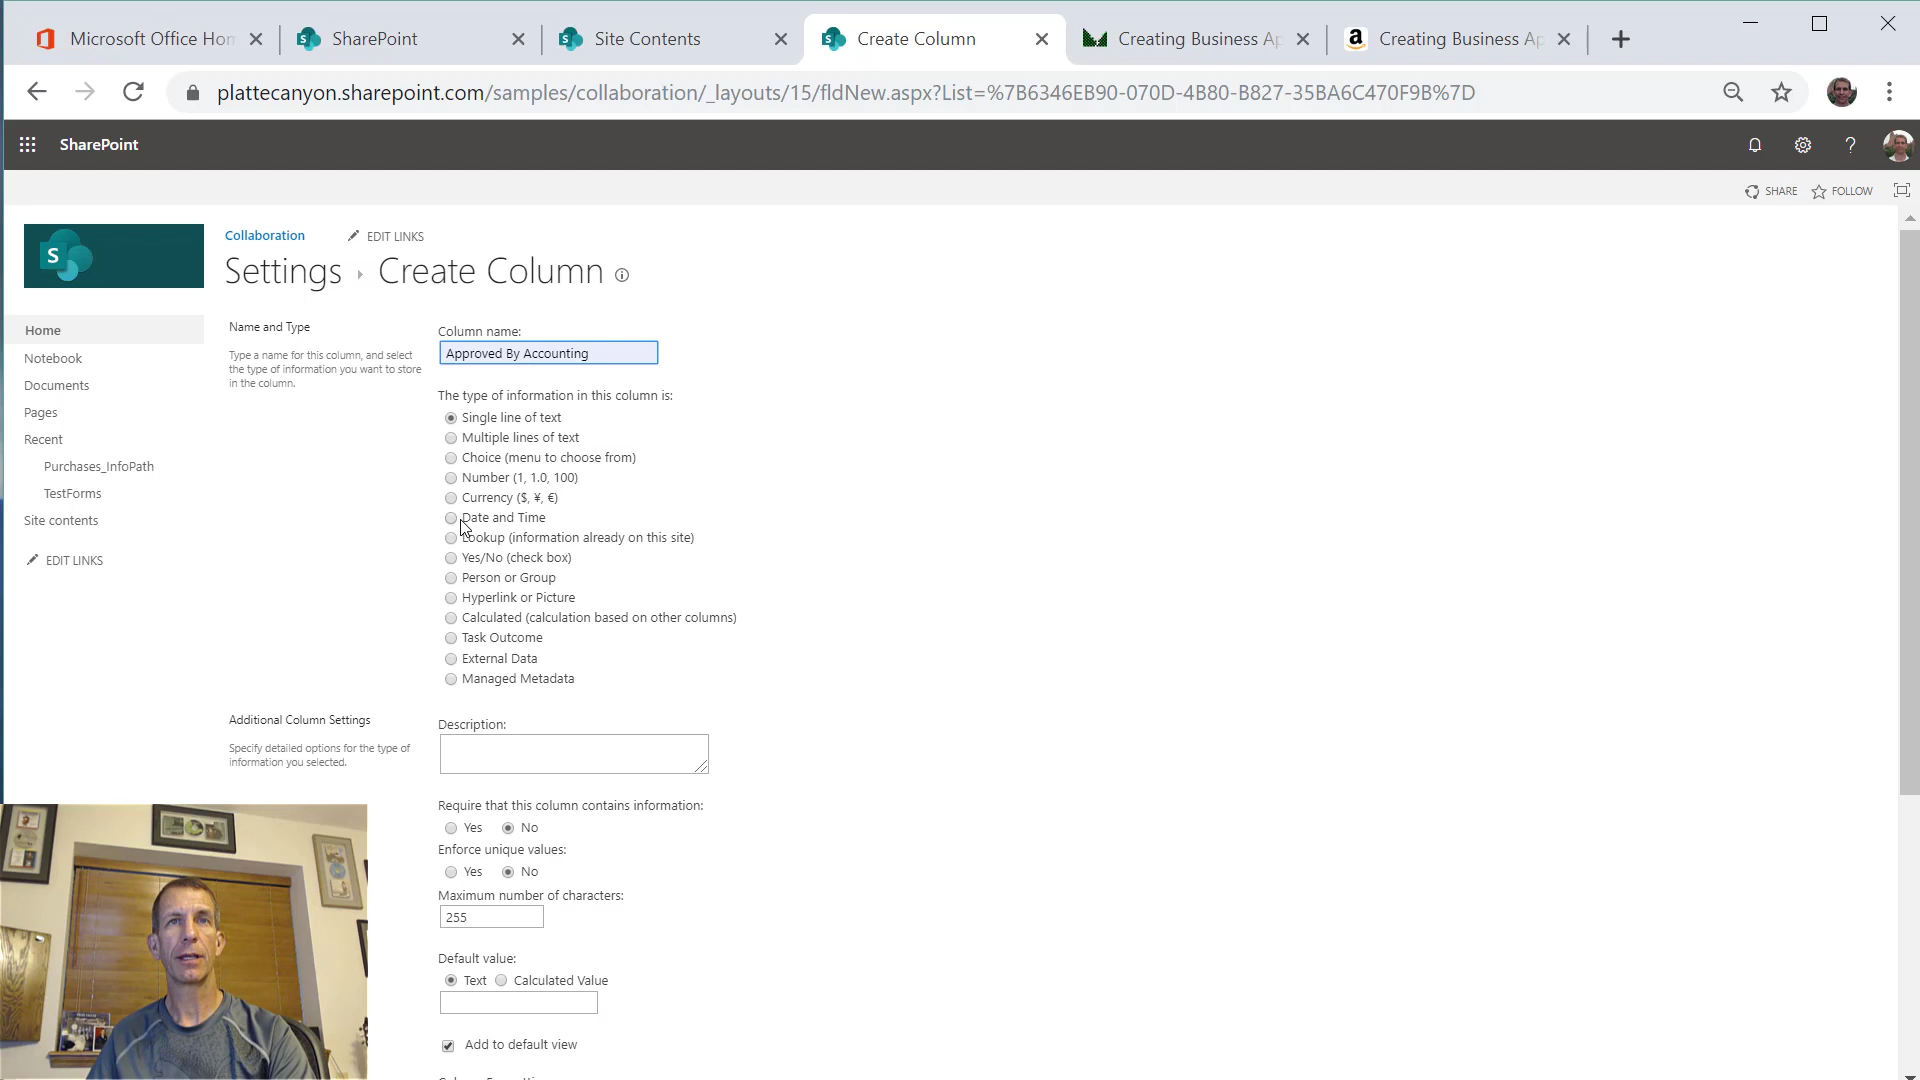 Microsoft Office Hom
SharePoint
Site Contents
Create Column
Creating Business Ap
Creating Business Ap
plattecanyon.sharepoint.com/samples/collaboration/_layouts/15/fldNew.aspx?List=%7B6346EB90-070D-4B80-B827-35BA6C470F9B%7D
SharePoint
SHARE
FOLLOW
Collaboration
EDIT LINKS
Settings › Create Column
Home
Notebook
Documents
Pages
Recent
Purchases_InfoPath
TestForms
Site contents
EDIT LINKS
Name and Type
Type a name for this column, and select
the type of information you want to store
in the column.
Column name:
Approved By Accounting
The type of information in this column is:
Single line of text
Multiple lines of text
Choice (menu to choose from)
Number (1, 1.0, 100)
Currency ($, ¥, €)
Date and Time
Lookup (information already on this site)
Yes/No (check box)
Person or Group
Hyperlink or Picture
Calculated (calculation based on other columns)
Task Outcome
External Data
Managed Metadata
Additional Column Settings
Specify detailed options for the type of
information you selected.
Description:
Require that this column contains information:
Yes No
Enforce unique values:
Yes No
Maximum number of characters:
255
Default value:
Text Calculated Value
Add to default view